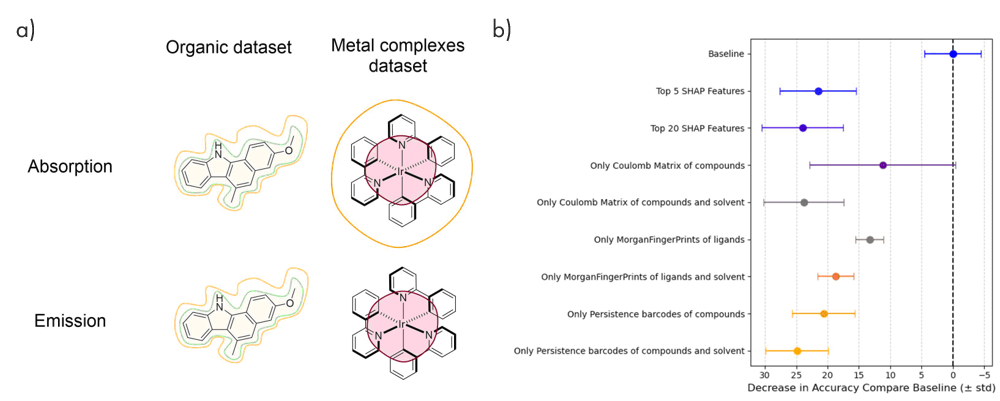 a)
Organic dataset
Metal complexes
dataset
Absorption
H
N
O
N
Ir
N
N
Emission
H
N
O
N
Ir
N
N
b)
Baseline
Top 5 SHAP Features
Top 20 SHAP Features
Only Coulomb Matrix of compounds
Only Coulomb Matrix of compounds and solvent
Only MorganFingerPrints of ligands
Only MorganFingerPrints of ligands and solvent
Only Persistence barcodes of compounds
Only Persistence barcodes of compounds and solvent
30 25 20 15 10 5 0 −5
Decrease in Accuracy Compare Baseline (± std)